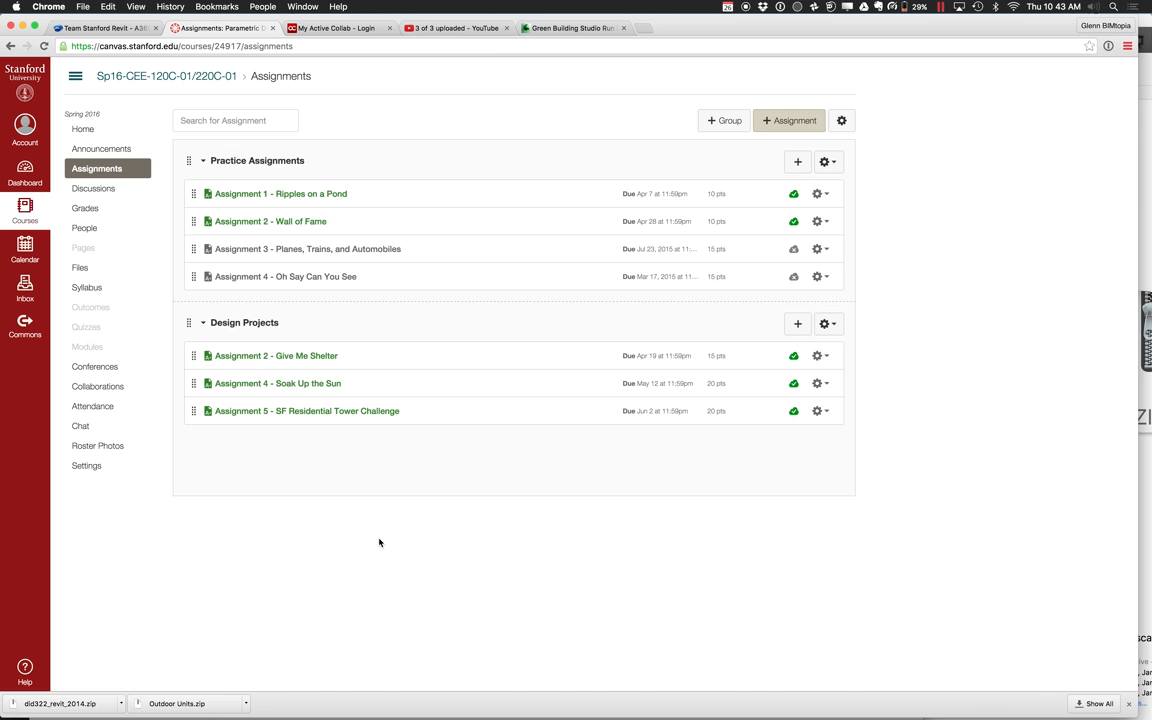 Chrome File Edit View History Bookmarks People Window Help 29% Thu 10 43 AM
Team Stanford Revit - A36 Assignments: Parametric D My Active Collab - Login 3 of 3 uploaded - YouTube Green Building Studio Run Glenn BIMtopia
https://canvas.stanford.edu/courses/24917/assignments
Stanford
University
Account
Dashboard
Courses
Calendar
Inbox
Commons
Help
Sp16-CEE-120C-01/220C-01 > Assignments
Spring 2016
Home
Announcements
Assignments
Discussions
Grades
People
Pages
Files
Syllabus
Outcomes
Quizzes
Modules
Conferences
Collaborations
Attendance
Chat
Roster Photos
Settings
Search for Assignment + Group + Assignment
Practice Assignments
Assignment 1 - Ripples on a Pond Due Apr 7 at 11:59pm 10 pts
Assignment 2 - Wall of Fame Due Apr 28 at 11:59pm 10 pts
Assignment 3 - Planes, Trains, and Automobiles Due Jul 23, 2015 at 11:... 15 pts
Assignment 4 - Oh Say Can You See Due Mar 17, 2015 at 11... 15 pts
Design Projects
Assignment 2 - Give Me Shelter Due Apr 19 at 11:59pm 15 pts
Assignment 4 - Soak Up the Sun Due May 12 at 11:59pm 20 pts
Assignment 5 - SF Residential Tower Challenge Due Jun 2 at 11:59pm 20 pts
did322_revit_2014.zip Outdoor Units.zip Show All